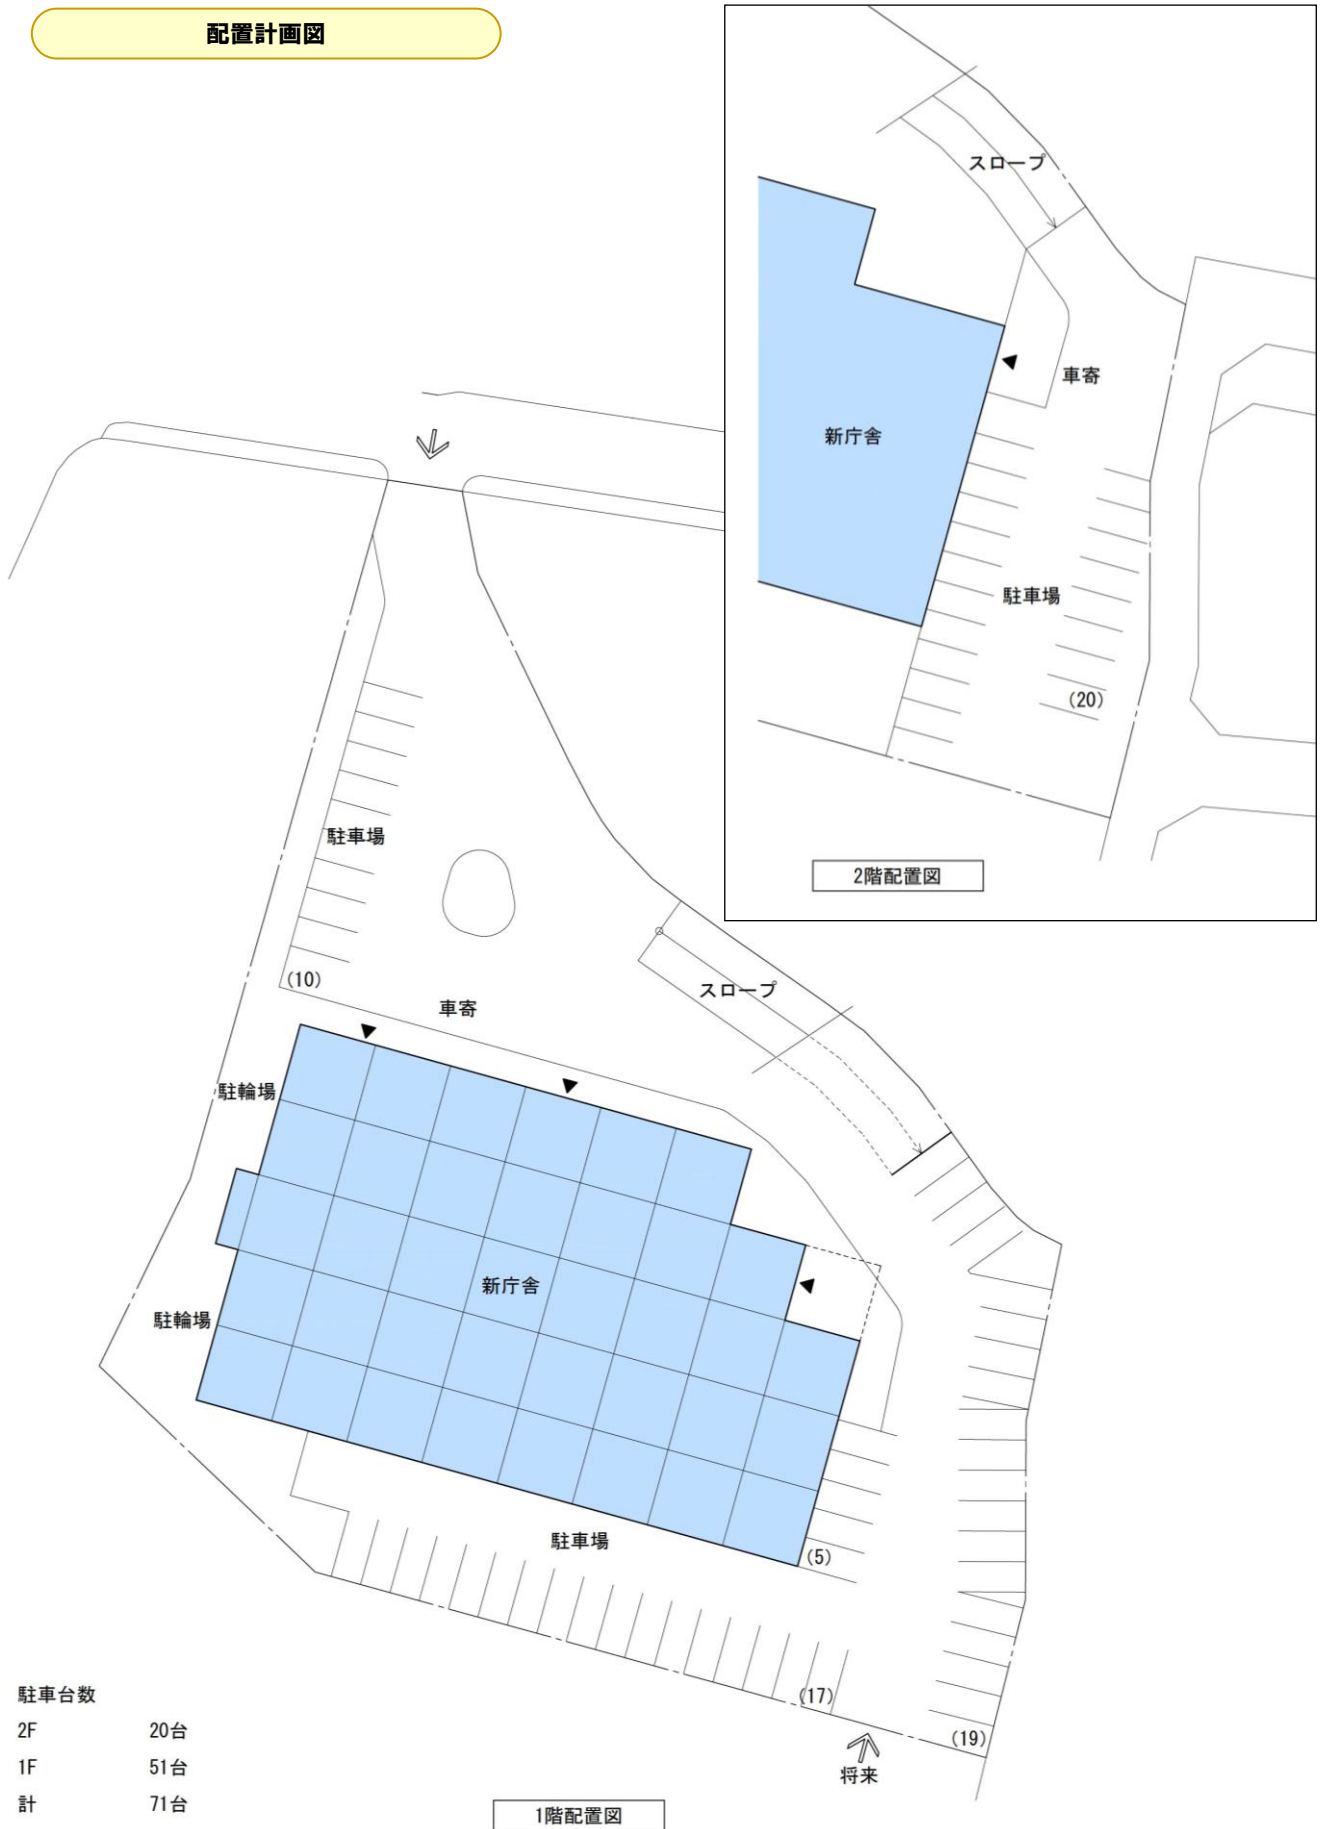 配置計画図
スロープ
車寄
新庁舎
駐車場
(20)
2階配置図
駐車場
(10)
車寄
スロープ
駐輪場
新庁舎
駐輪場
駐車場
(5)
(17)
(19)
将来
駐車台数
2F 20台
1F 51台
計 71台
1階配置図